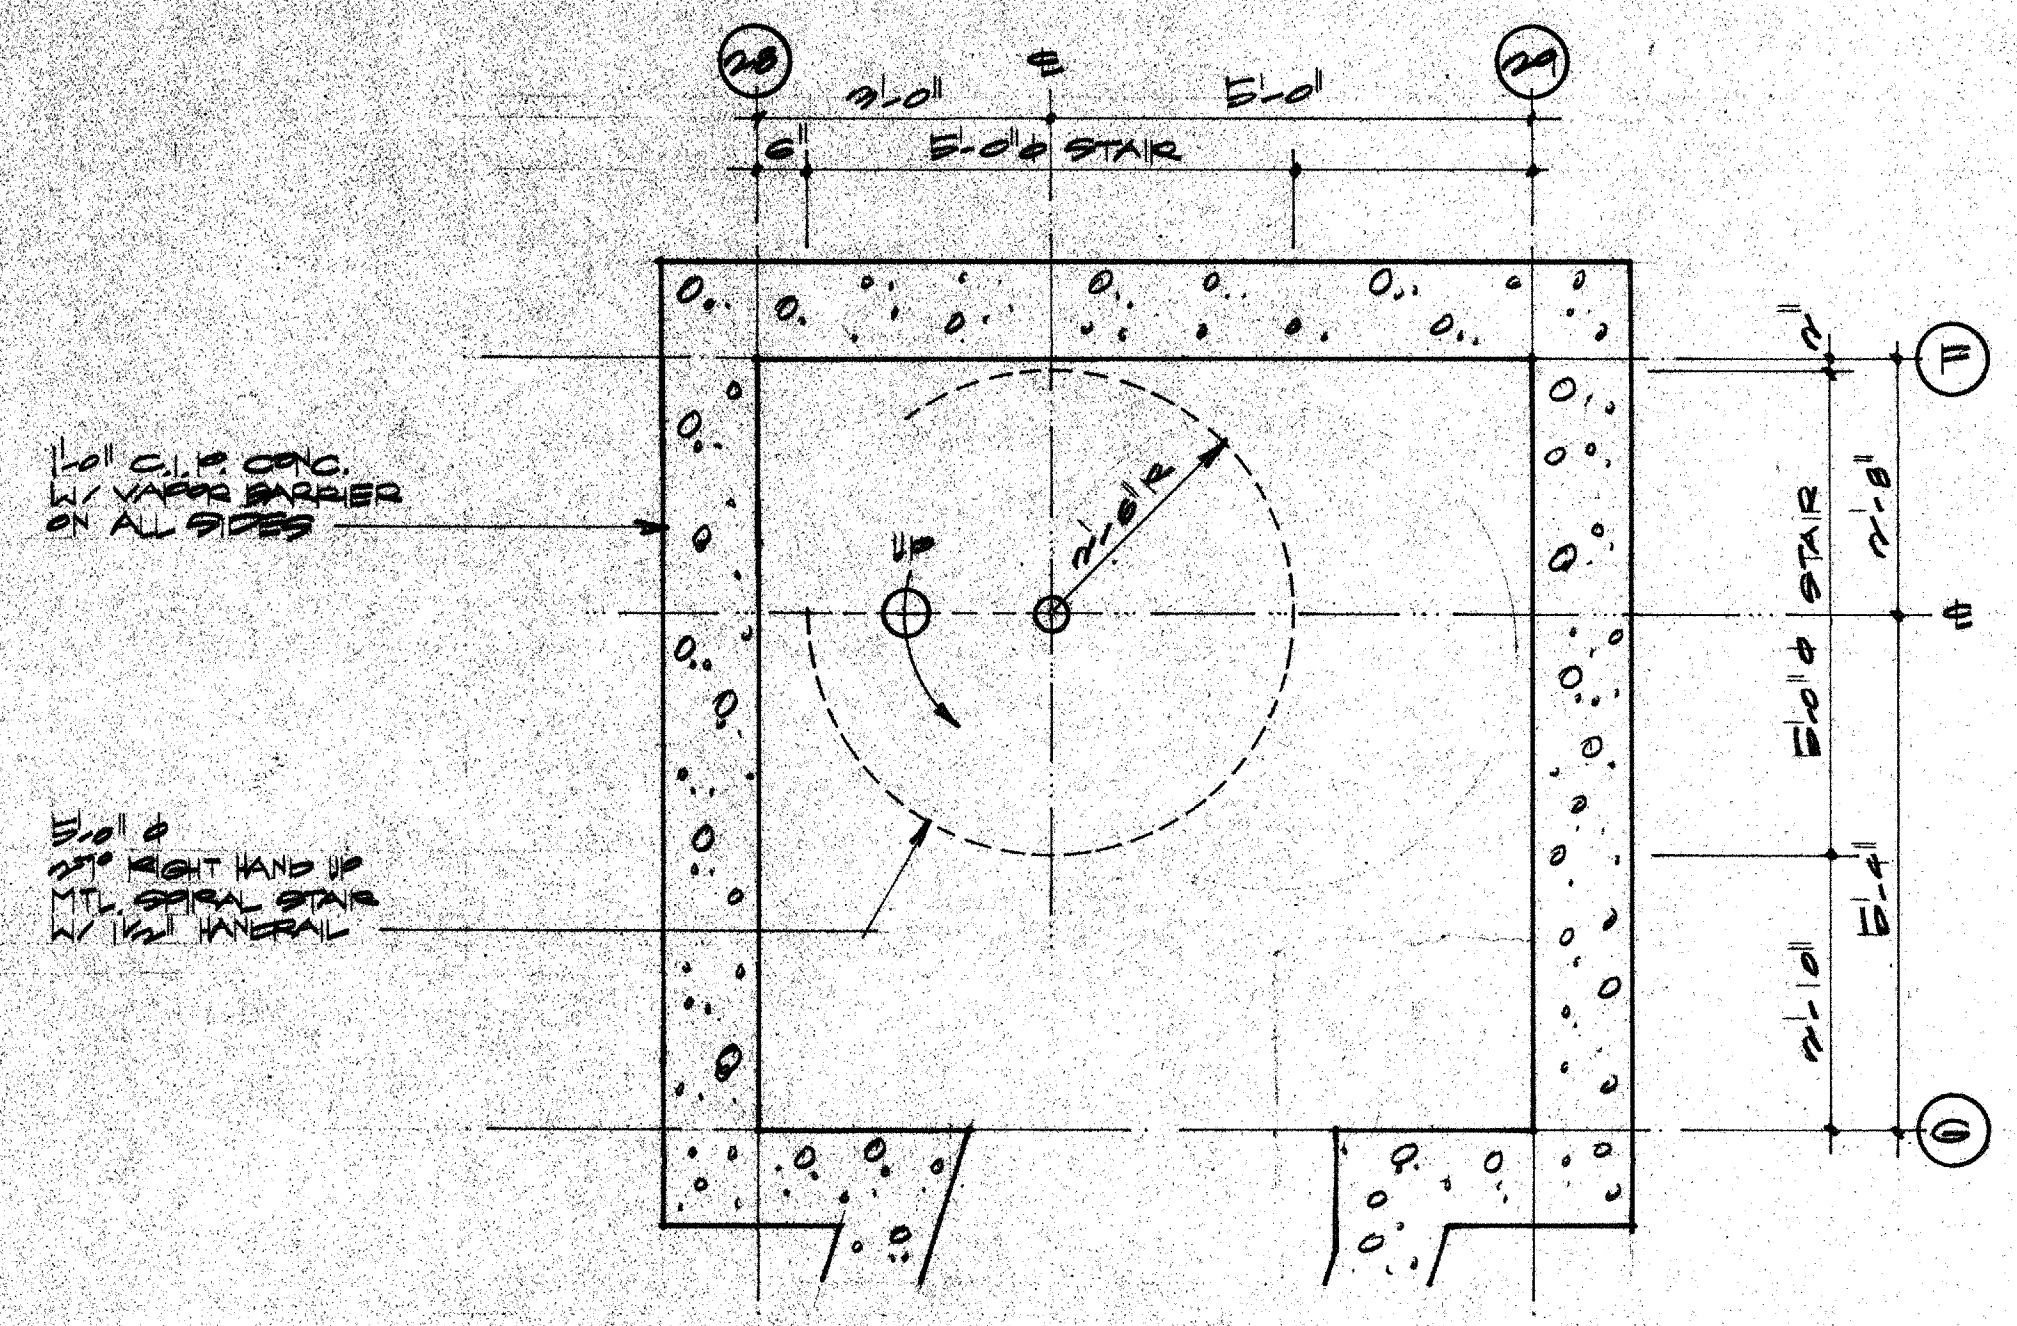 28 ℄ 29
3'-0" 5'-0"
6" 5'-0"⌀ STAIR
2"
2'-8"
1'-0" C.I.P. CONC.
W/ VAPOR BARRIER
ON ALL SIDES
2'-6"R
UP
5'-0" ⌀ STAIR
℄
5'-0" ⌀
27° RIGHT HAND UP
MTL. SPIRAL STAIR
W/ 1½" HANDRAIL
5'-4"
2'-10"